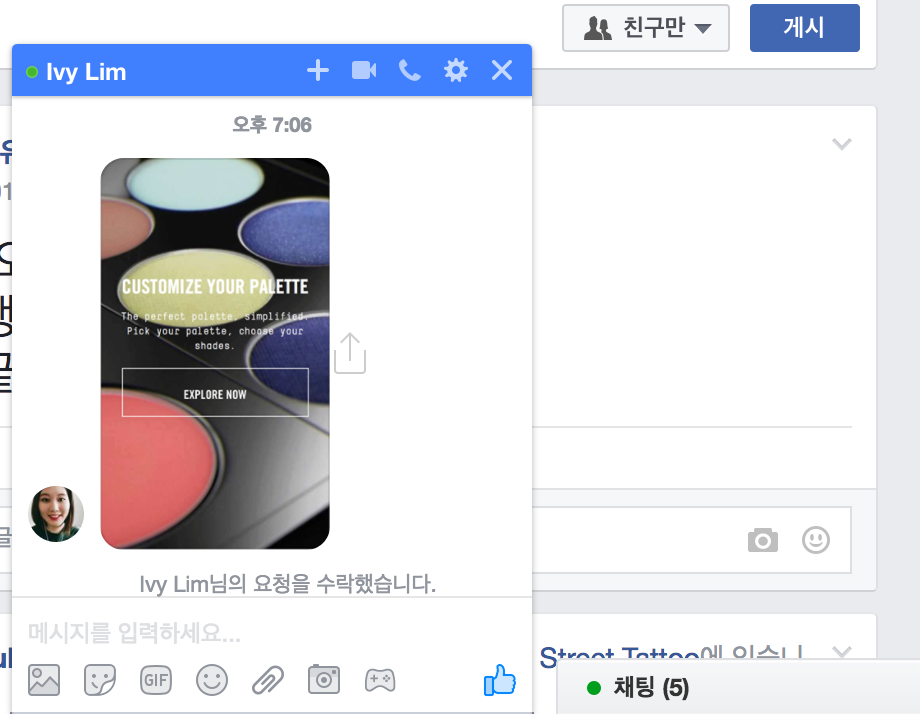 친구만
게시
Ivy Lim
오후 7:06
CUSTOMIZE YOUR PALETTE
The perfect palette, simplified.
Pick your palette, choose your
shades.
EXPLORE NOW
Ivy Lim님의 요청을 수락했습니다.
메시지를 입력하세요...
GIF
Street Tattoo에 있습니
채팅 (5)